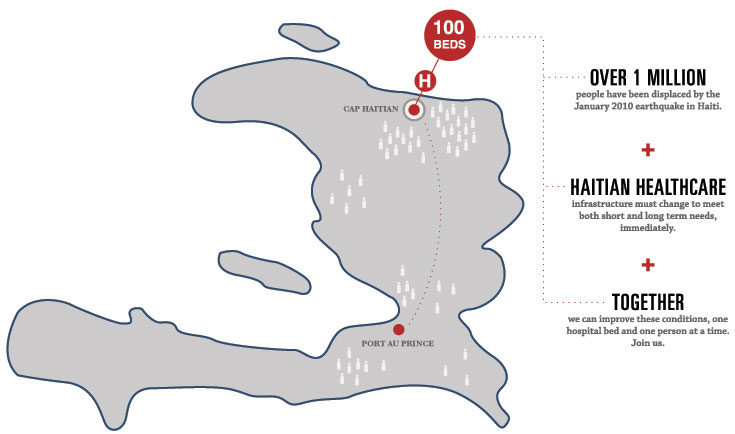 100
BEDS
H
CAP HAITIAN
PORT AU PRINCE
OVER 1 MILLION
people have been displaced by the
January 2010 earthquake in Haiti.
+
HAITIAN HEALTHCARE
infrastructure must change to meet
both short and long term needs,
immediately.
+
TOGETHER
we can improve these conditions, one
hospital bed and one person at a time.
Join us.